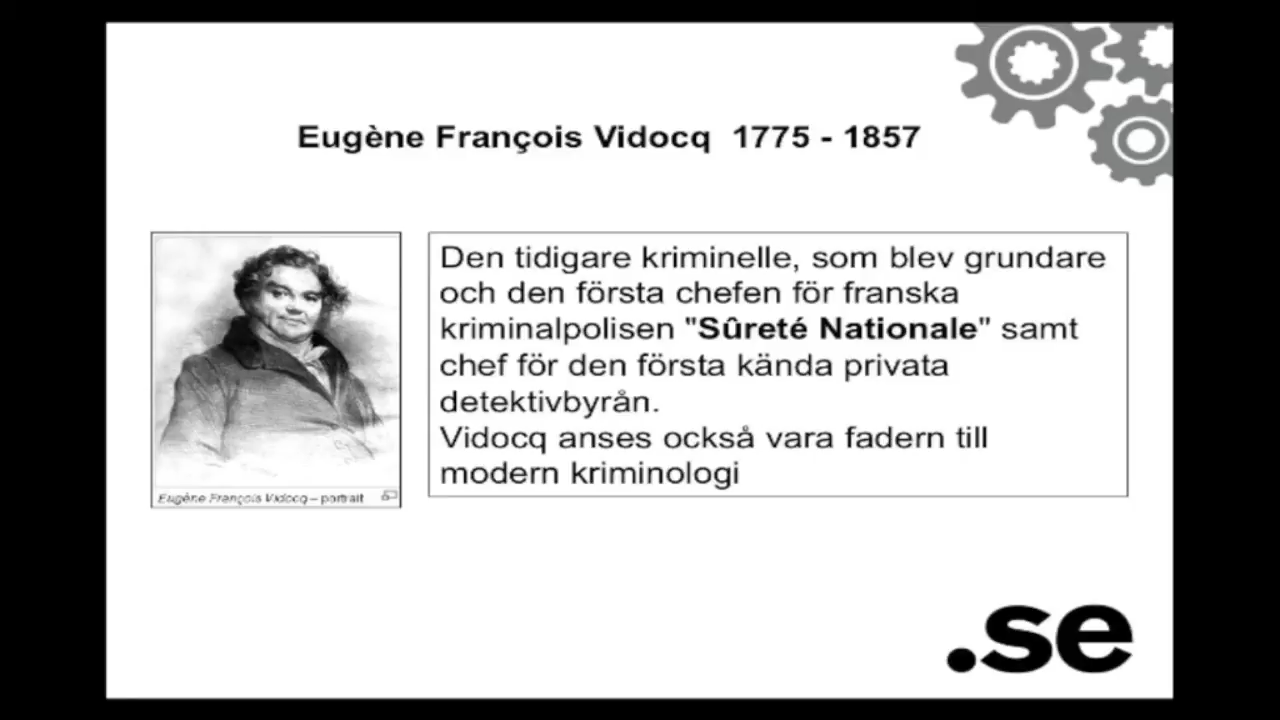 Eugène François Vidocq 1775 - 1857
Den tidigare kriminelle, som blev grundare
och den första chefen för franska
kriminalpolisen "Sûreté Nationale" samt
chef för den första kända privata
detektivbyrån.
Vidocq anses också vara fadern till
modern kriminologi
Eugène François Vidocq – portrait
.se